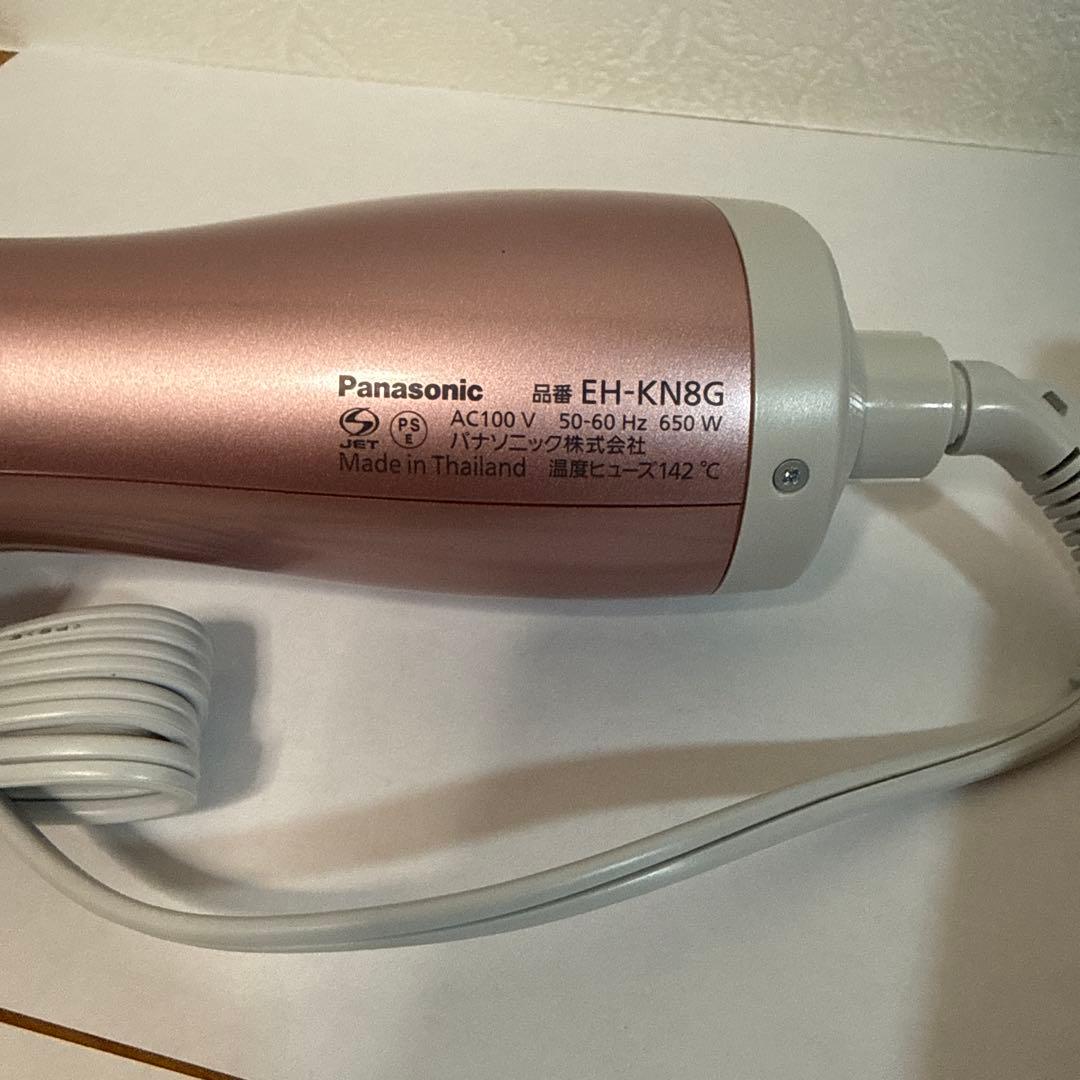 Panasonic 品番 EH-KN8G
JET PS E AC100 V 50-60 Hz 650 W
パナソニック株式会社
Made in Thailand 温度ヒューズ142 ℃